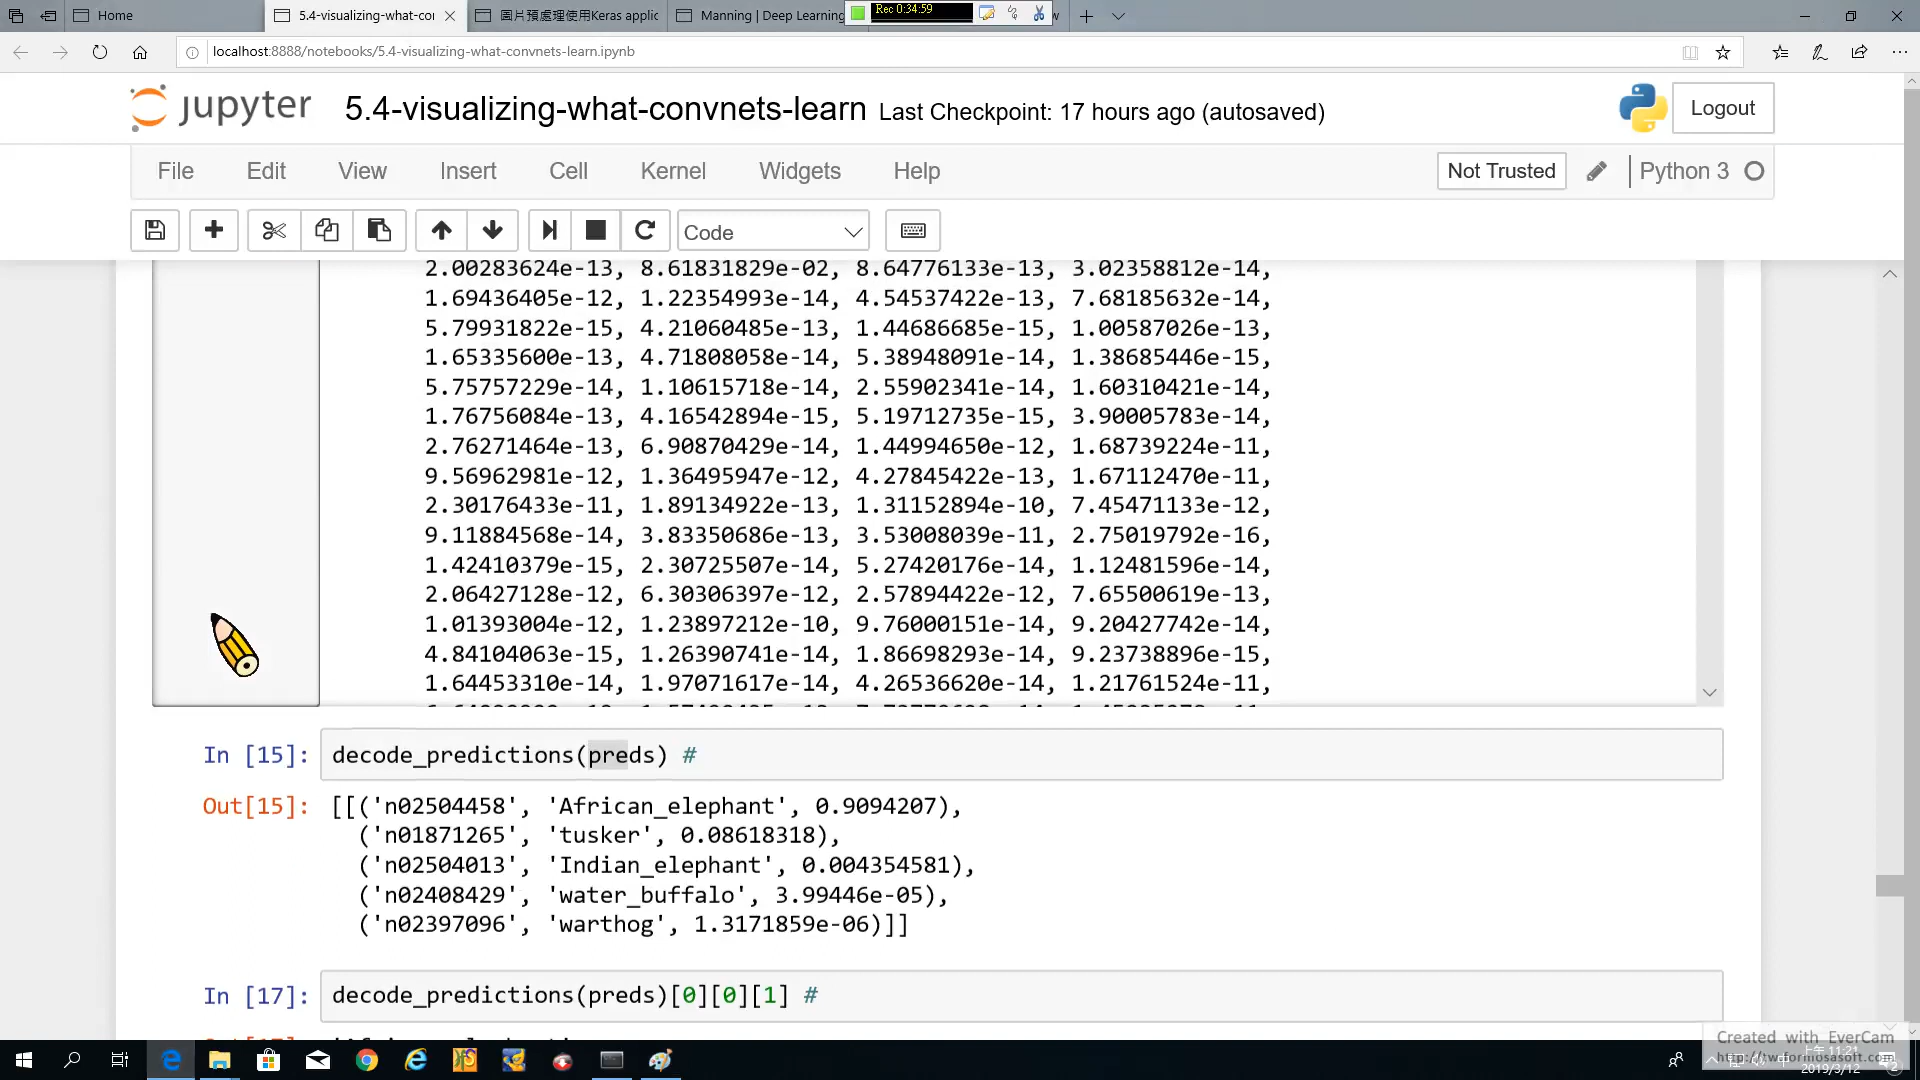 Home
5.4-visualizing-what-cor
圖片預處理使用Keras applic
Manning | Deep Learning
Rec 0:34:59
localhost:8888/notebooks/5.4-visualizing-what-convnets-learn.ipynb
jupyter 5.4-visualizing-what-convnets-learn Last Checkpoint: 17 hours ago (autosaved)
Logout
File Edit View Insert Cell Kernel Widgets Help
Not Trusted
Python 3
Code
2.00283624e-13, 8.61831829e-02, 8.64776133e-13, 3.02358812e-14,
1.69436405e-12, 1.22354993e-14, 4.54537422e-13, 7.68185632e-14,
5.79931822e-15, 4.21060485e-13, 1.44686685e-15, 1.00587026e-13,
1.65335600e-13, 4.71808058e-14, 5.38948091e-14, 1.38685446e-15,
5.75757229e-14, 1.10615718e-14, 2.55902341e-14, 1.60310421e-14,
1.76756084e-13, 4.16542894e-15, 5.19712735e-15, 3.90005783e-14,
2.76271464e-13, 6.90870429e-14, 1.44994650e-12, 1.68739224e-11,
9.56962981e-12, 1.36495947e-12, 4.27845422e-13, 1.67112470e-11,
2.30176433e-11, 1.89134922e-13, 1.31152894e-10, 7.45471133e-12,
9.11884568e-14, 3.83350686e-13, 3.53008039e-11, 2.75019792e-16,
1.42410379e-15, 2.30725507e-14, 5.27420176e-14, 1.12481596e-14,
2.06427128e-12, 6.30306397e-12, 2.57894422e-12, 7.65500619e-13,
1.01393004e-12, 1.23897212e-10, 9.76000151e-14, 9.20427742e-14,
4.84104063e-15, 1.26390741e-14, 1.86698293e-14, 9.23738896e-15,
1.64453310e-14, 1.97071617e-14, 4.26536620e-14, 1.21761524e-11,
In [15]: decode_predictions(preds) #
Out[15]: [[('n02504458', 'African_elephant', 0.9094207),
('n01871265', 'tusker', 0.08618318),
('n02504013', 'Indian_elephant', 0.004354581),
('n02408429', 'water_buffalo', 3.99446e-05),
('n02397096', 'warthog', 1.3171859e-06)]]
In [17]: decode_predictions(preds)[0][0][1] #
Created with EverCam
http://tw.formosasoft.com
上午 11:21
2019/3/12